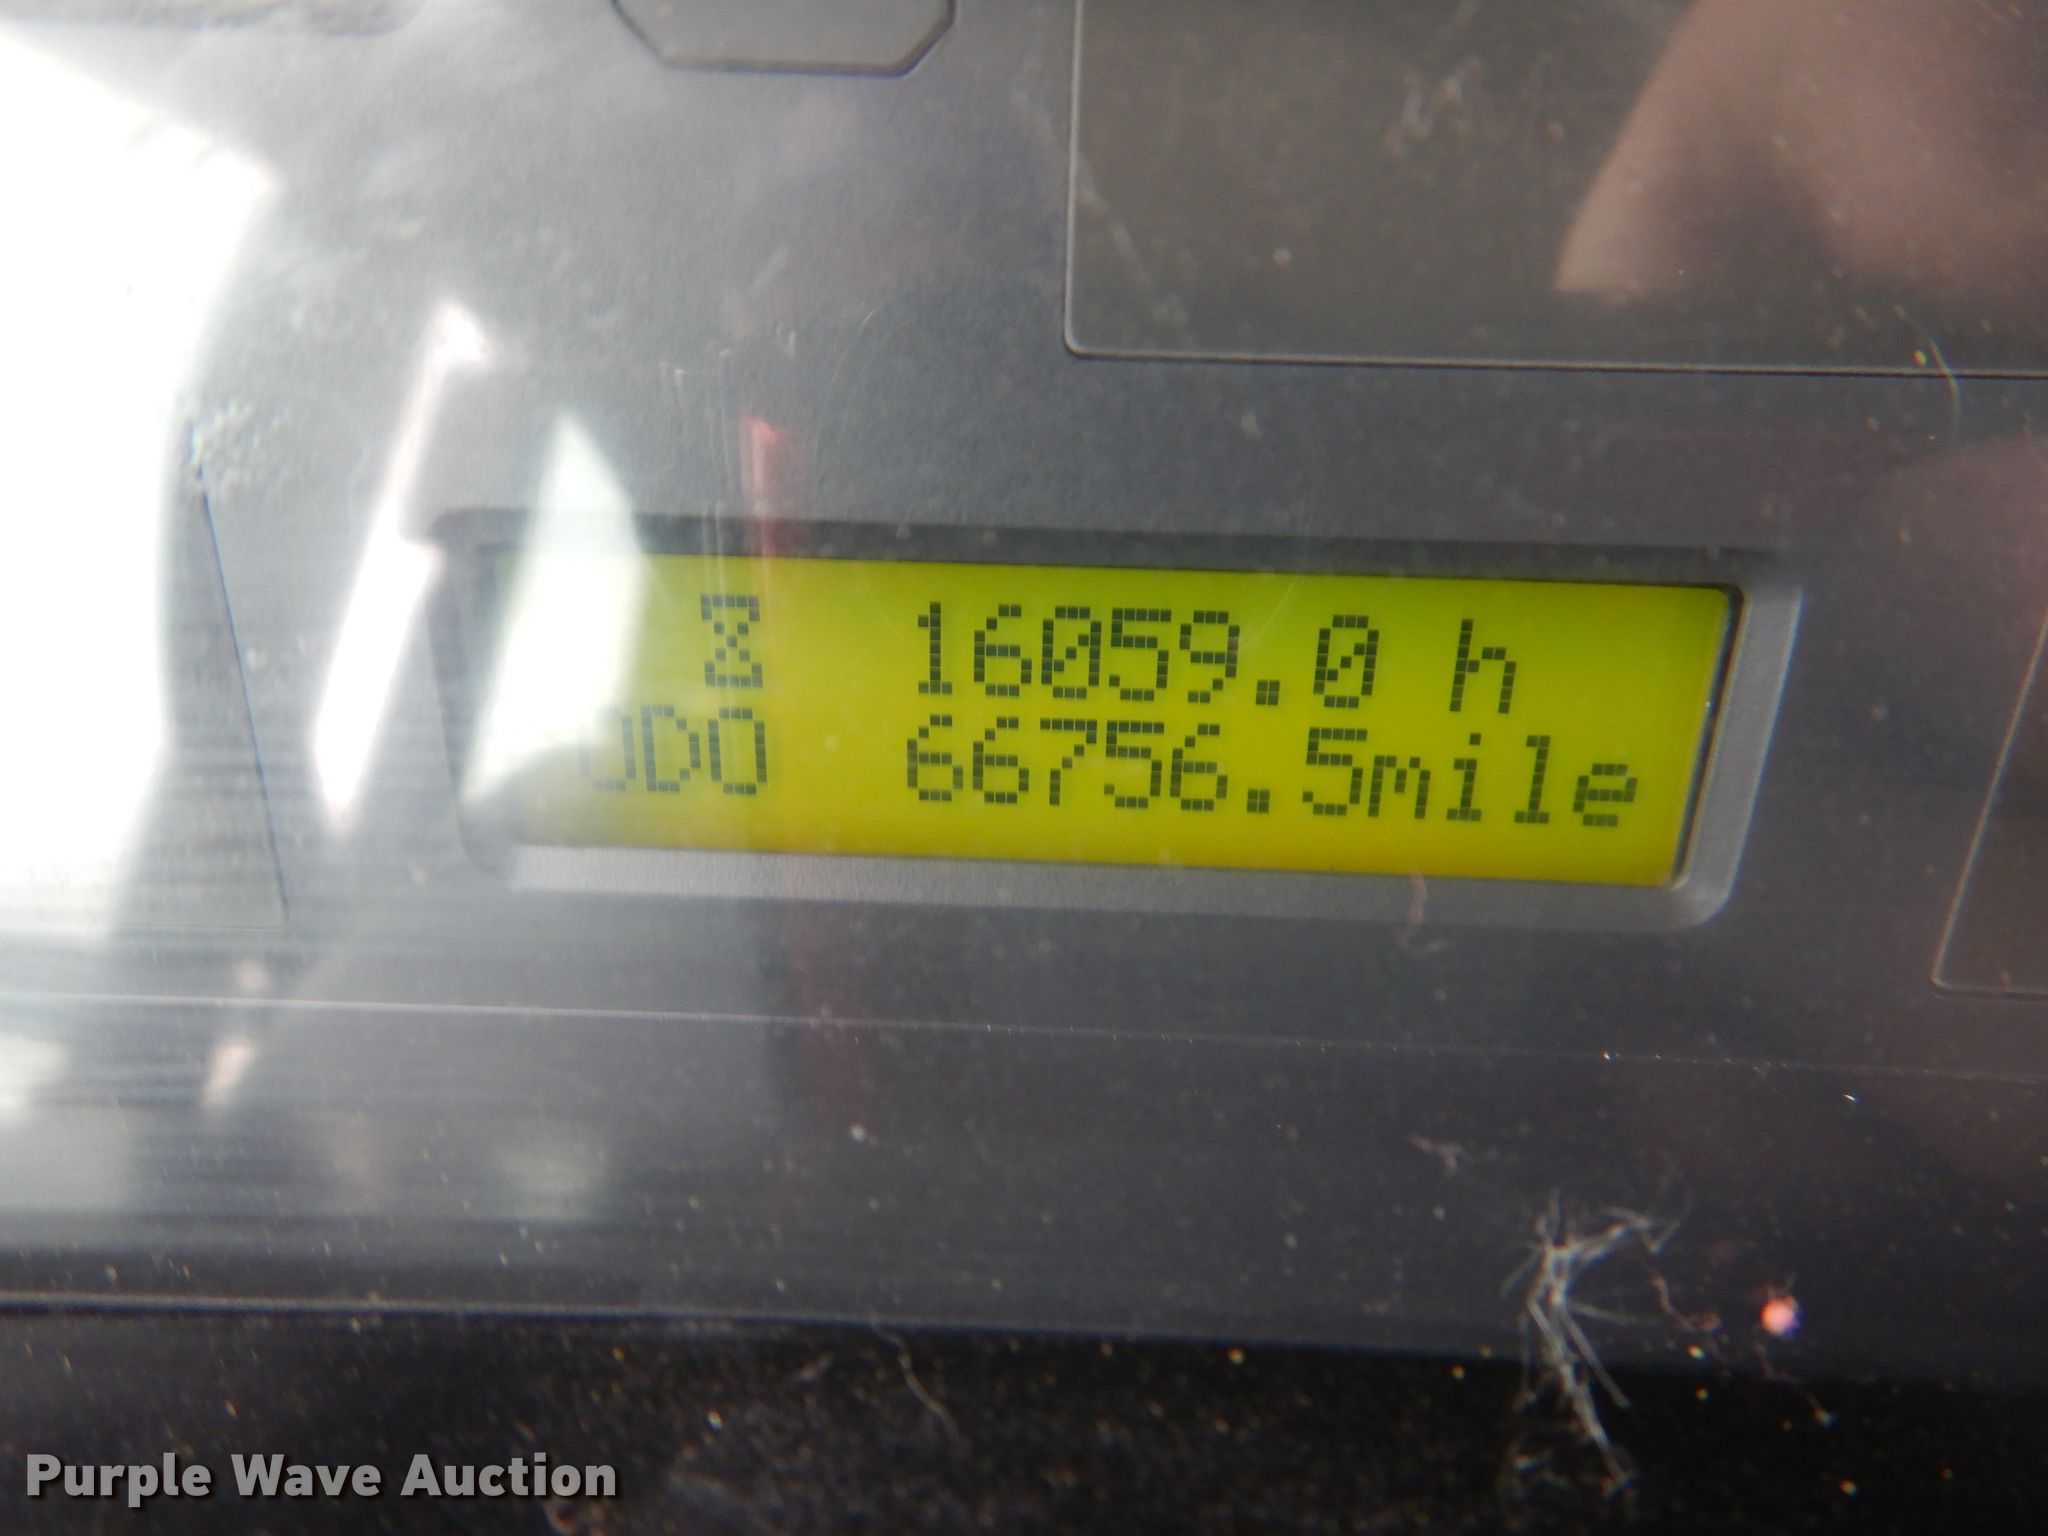 16059.0 h
ODO 66756.5mile
Purple Wave Auction